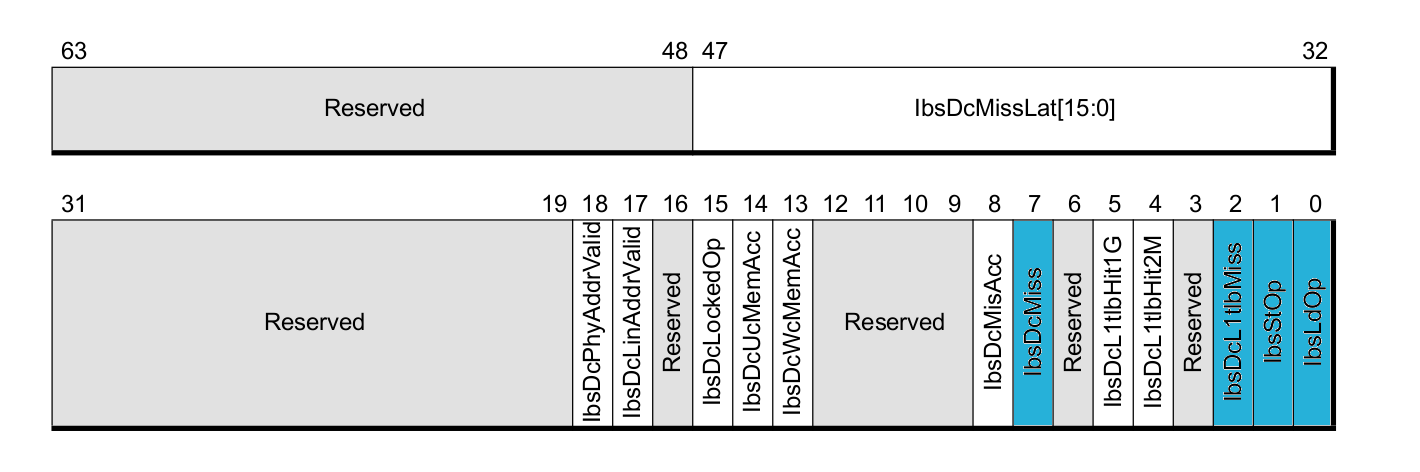 63 48 47 32
Reserved IbsDcMissLat[15:0]
31 19 18 17 16 15 14 13 12 11 10 9 8 7 6 5 4 3 2 1 0
Reserved
IbsDcPhyAddrValid
IbsDcLinAddrValid
Reserved
IbsDcLockedOp
IbsDcUcMemAcc
IbsDcWcMemAcc
Reserved
IbsDcMisAcc
IbsDcMiss
Reserved
IbsDcL1tlbHit1G
IbsDcL1tlbHit2M
Reserved
IbsDcL1tlbMiss
IbsStOp
IbsLdOp